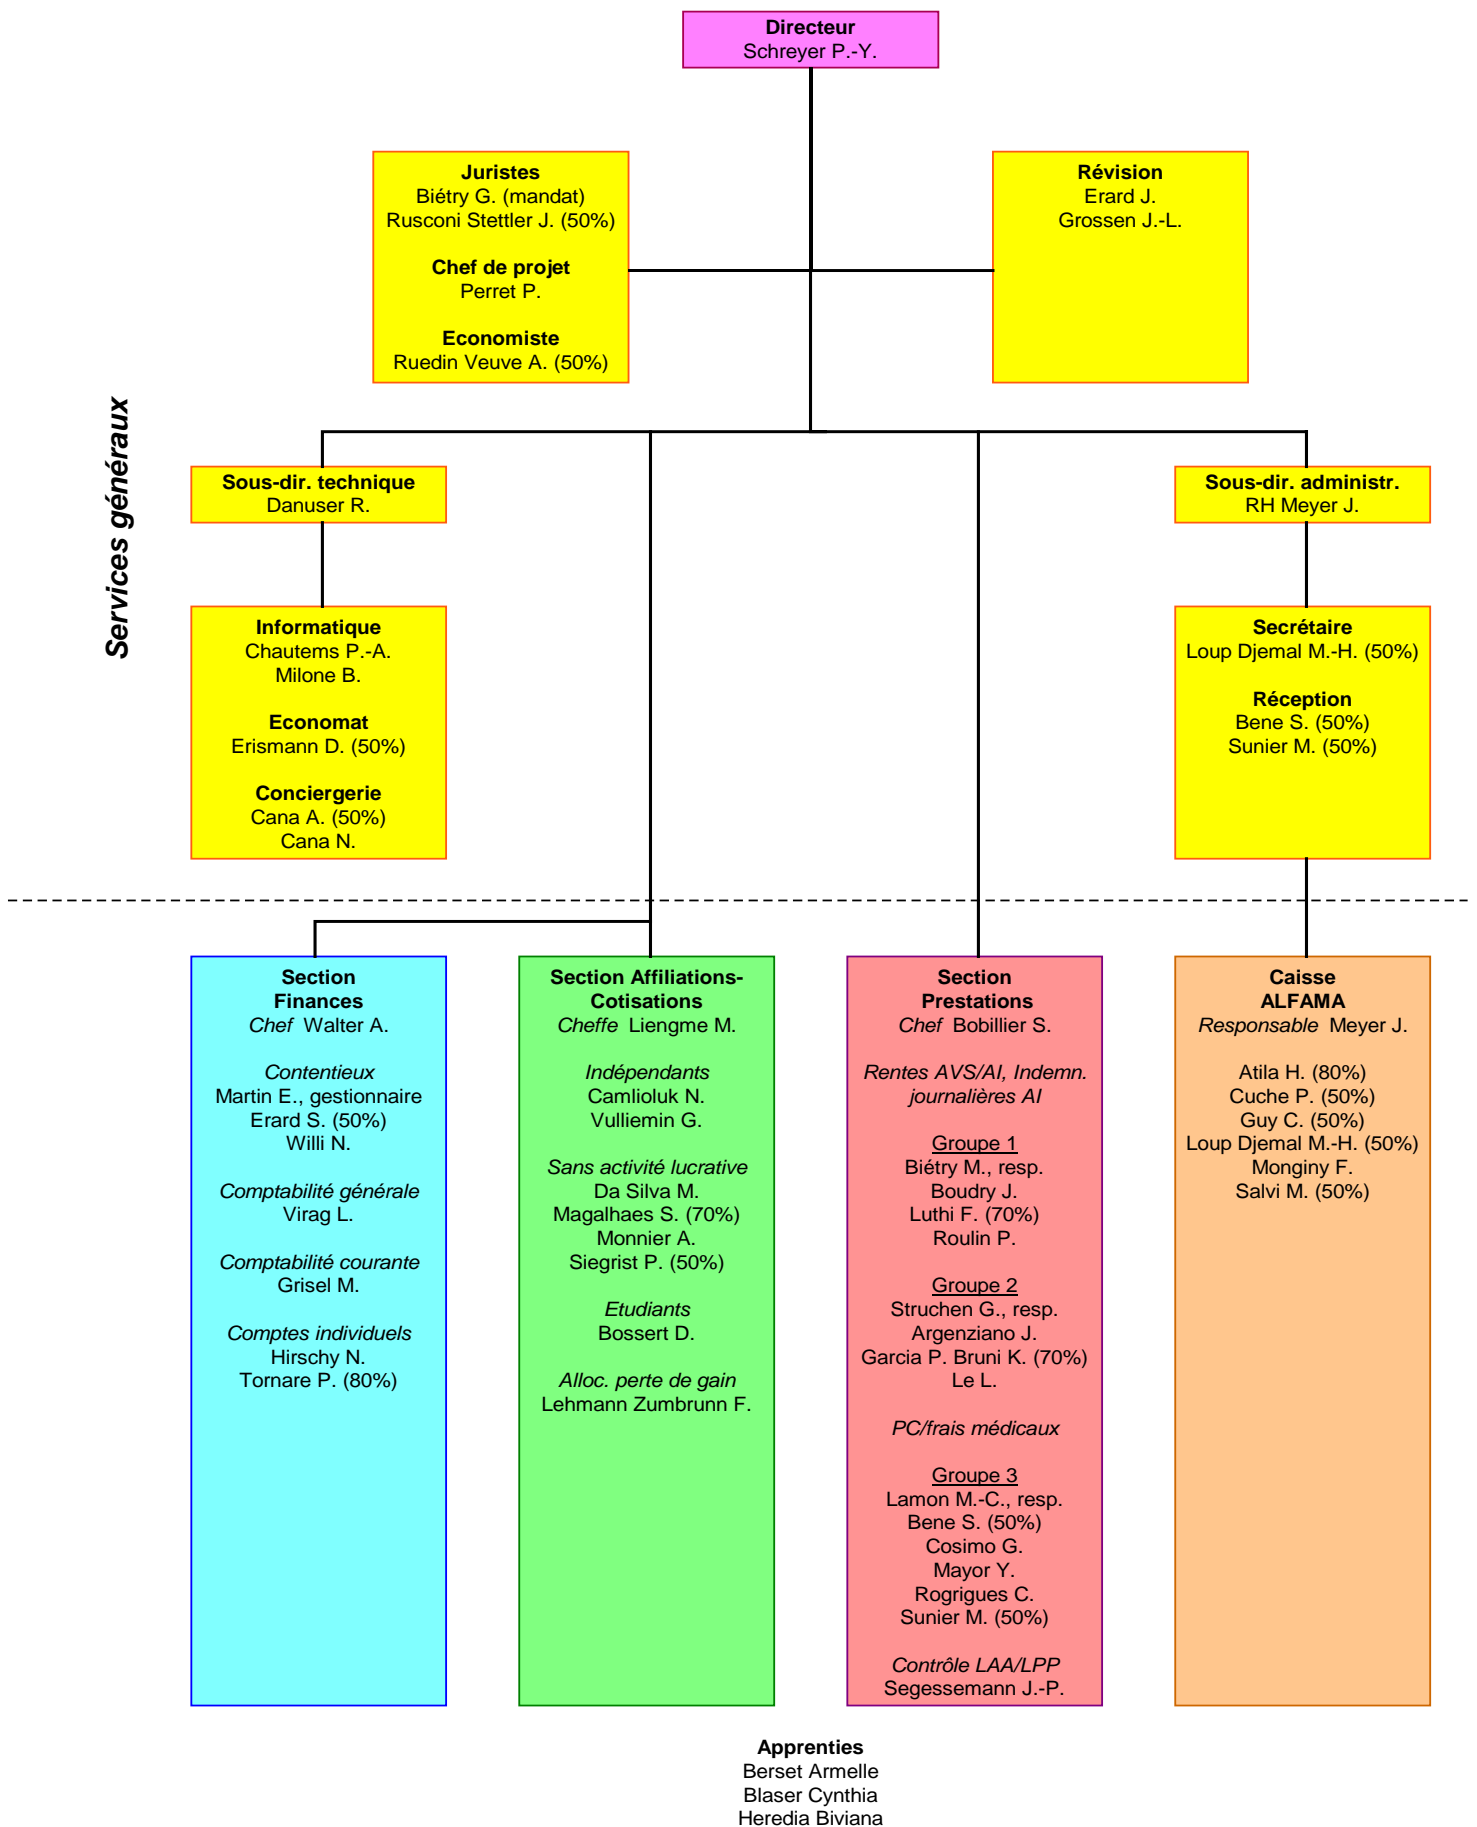 Directeur
Schreyer P.-Y.
Juristes
Biétry G. (mandat)
Rusconi Stettler J. (50%)
Chef de projet
Perret P.
Economiste
Ruedin Veuve A. (50%)
Révision
Erard J.
Grossen J.-L.
Services généraux
Sous-dir. technique
Danuser R.
Sous-dir. administr.
RH Meyer J.
Informatique
Chautems P.-A.
Milone B.
Economat
Erismann D. (50%)
Conciergerie
Cana A. (50%)
Cana N.
Secrétaire
Loup Djemal M.-H. (50%)
Réception
Bene S. (50%)
Sunier M. (50%)
Section
Finances
Chef Walter A.
Contentieux
Martin E., gestionnaire
Erard S. (50%)
Willi N.
Comptabilité générale
Virag L.
Comptabilité courante
Grisel M.
Comptes individuels
Hirschy N.
Tornare P. (80%)
Section Affiliations-
Cotisations
Cheffe Liengme M.
Indépendants
Camlioluk N.
Vulliemin G.
Sans activité lucrative
Da Silva M.
Magalhaes S. (70%)
Monnier A.
Siegrist P. (50%)
Etudiants
Bossert D.
Alloc. perte de gain
Lehmann Zumbrunn F.
Section
Prestations
Chef Bobillier S.
Rentes AVS/AI, Indemn.
journalières AI
Groupe 1
Biétry M., resp.
Boudry J.
Luthi F. (70%)
Roulin P.
Groupe 2
Struchen G., resp.
Argenziano J.
Garcia P. Bruni K. (70%)
Le L.
PC/frais médicaux
Groupe 3
Lamon M.-C., resp.
Bene S. (50%)
Cosimo G.
Mayor Y.
Rogrigues C.
Sunier M. (50%)
Contrôle LAA/LPP
Segessemann J.-P.
Caisse
ALFAMA
Responsable Meyer J.
Atila H. (80%)
Cuche P. (50%)
Guy C. (50%)
Loup Djemal M.-H. (50%)
Monginy F.
Salvi M. (50%)
Apprenties
Berset Armelle
Blaser Cynthia
Heredia Biviana